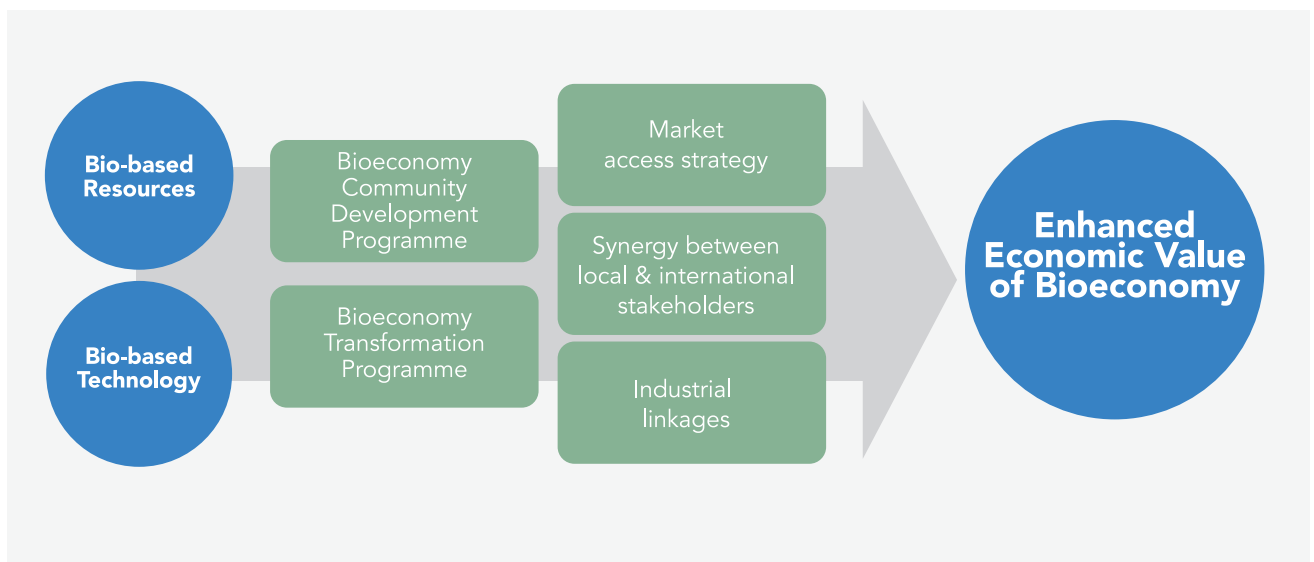 Bio-based
Resources
Bio-based
Technology
Bioeconomy
Community
Development
Programme
Bioeconomy
Transformation
Programme
Market
access strategy
Synergy between
local & international
stakeholders
Industrial
linkages
Enhanced
Economic Value
of Bioeconomy